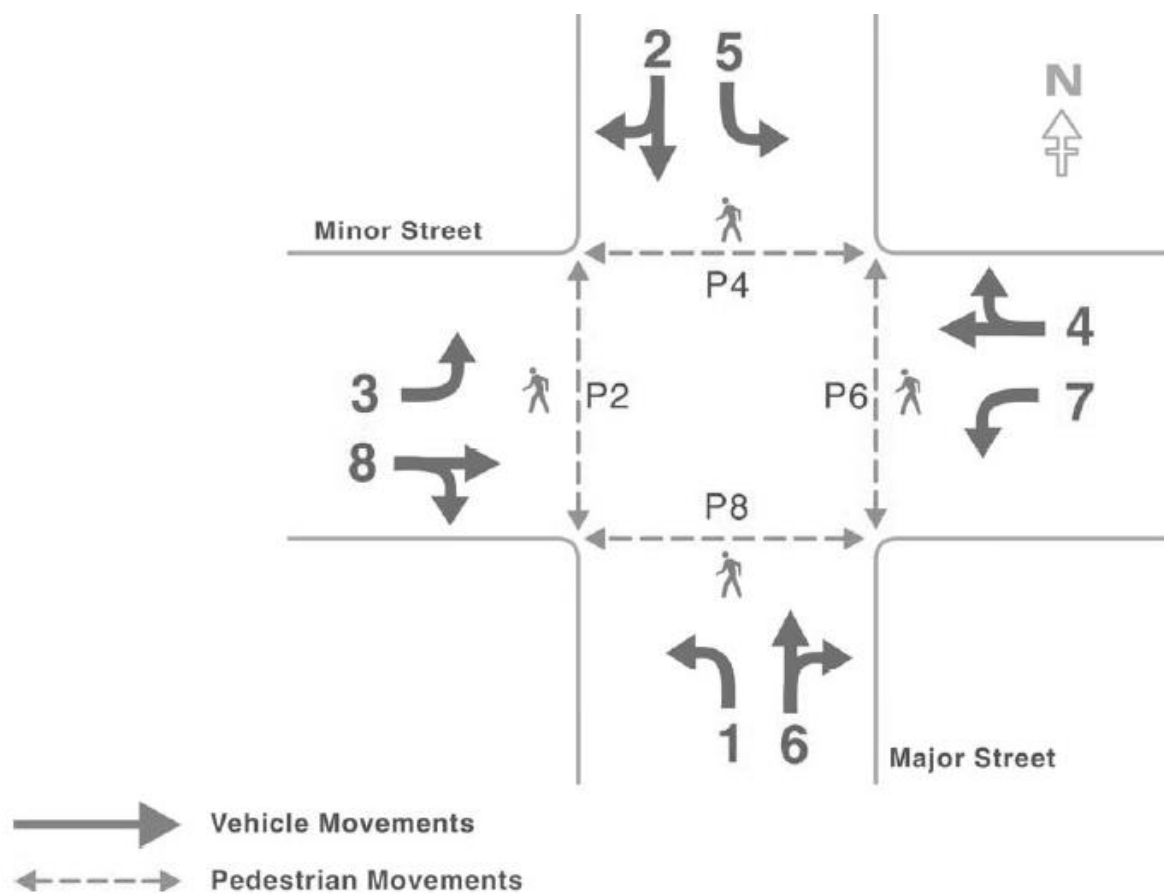 2 5
N
Minor Street
P4
4
3
P2
P6
7
8
P8
1 6
Major Street
Vehicle Movements
Pedestrian Movements